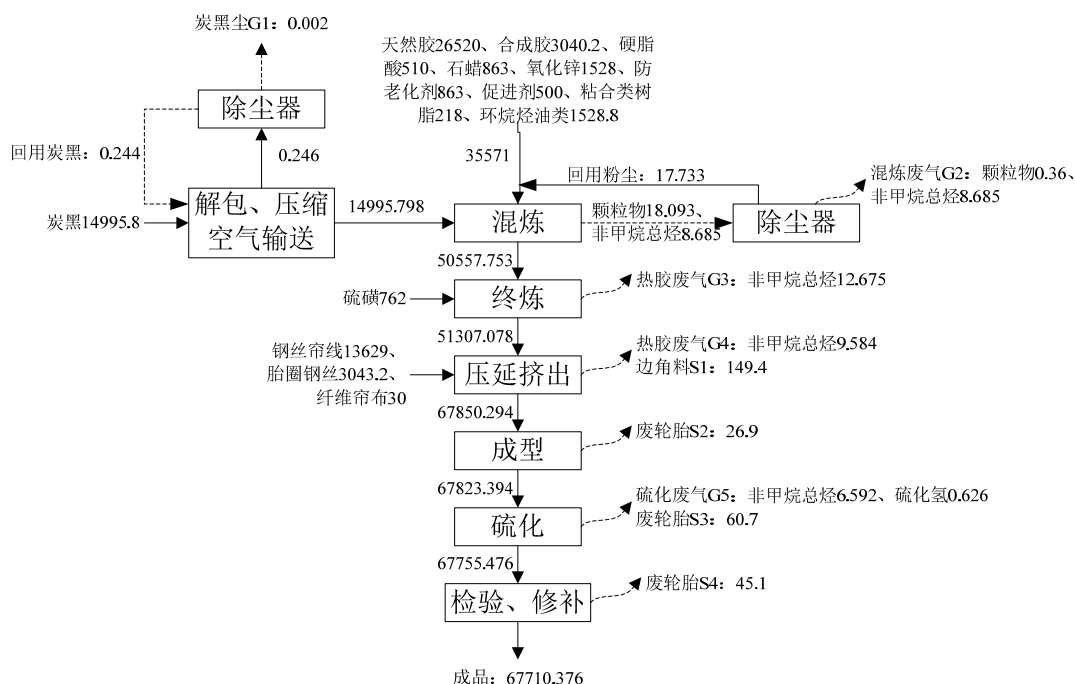 炭黑尘G1：0.002
天然胶26520、合成胶3040.2、硬脂
酸510、石蜡863、氧化锌1528、防
老化剂863、促进剂500、粘合类树
脂218、环烷烃油类1528.8
除尘器
回用炭黑：0.244
0.246
35571
回用粉尘：17.733
混炼废气G2：颗粒物0.36、
非甲烷总烃8.685
炭黑14995.8
解包、压缩
空气输送
14995.798
混炼
颗粒物18.093、
非甲烷总烃8.685
除尘器
50557.753
硫磺762
终炼
热胶废气G3：非甲烷总烃12.675
51307.078
钢丝帘线13629、
胎圈钢丝3043.2、
纤维帘布30
压延挤出
热胶废气G4：非甲烷总烃9.584
边角料S1：149.4
67850.294
成型
废轮胎S2：26.9
67823.394
硫化
硫化废气G5：非甲烷总烃6.592、硫化氢0.626
废轮胎S3：60.7
67755.476
检验、修补
废轮胎S4：45.1
成品：67710.376